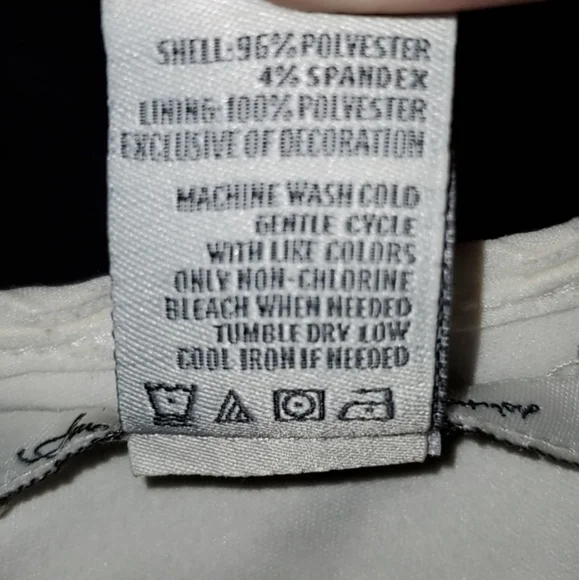 SHELL-96% POLYESTER
4% SPANDEX
LINING-100% POLYESTER
EXCLUSIVE OF DECORATION
MACHINE WASH COLD
GENTLE CYCLE
WITH LIKE COLORS
ONLY NON-CHLORINE
BLEACH WHEN NEEDED
TUMBLE DRY LOW
COOL IRON IF NEEDED